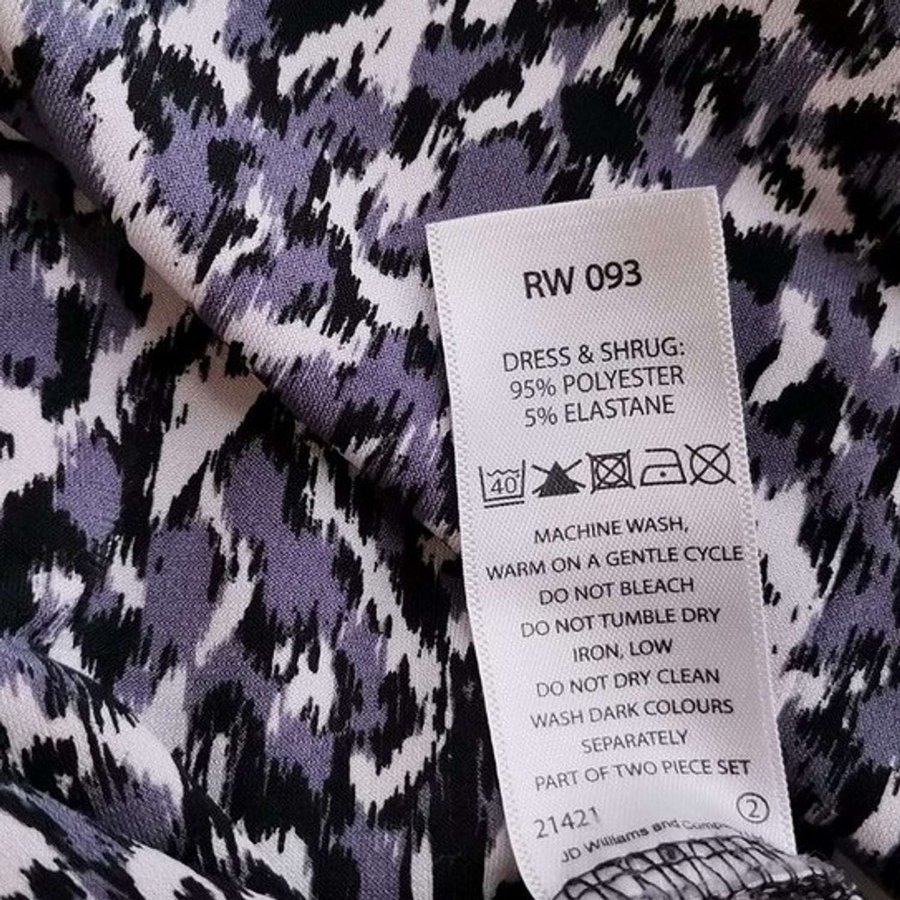 RW 093
DRESS & SHRUG:
95% POLYESTER
5% ELASTANE
40
MACHINE WASH,
WARM ON A GENTLE CYCLE
DO NOT BLEACH
DO NOT TUMBLE DRY
IRON, LOW
DO NOT DRY CLEAN
WASH DARK COLOURS
SEPARATELY
PART OF TWO PIECE SET
21421 2
JD Williams and